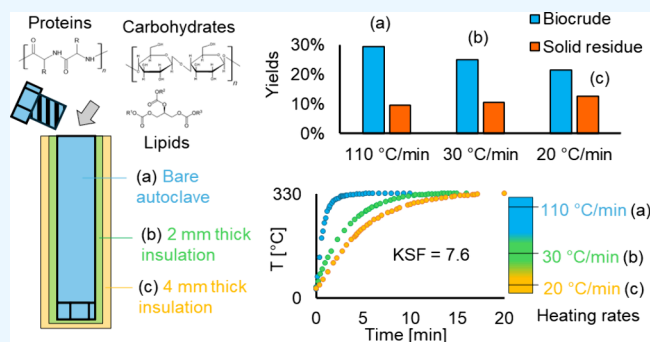 Proteins
Carbohydrates
Lipids
(a) Bare
autoclave
(b) 2 mm thick
insulation
(c) 4 mm thick
insulation
Yields
30%
20%
10%
0%
(a)
(b)
(c)
Biocrude
Solid residue
110 °C/min
30 °C/min
20 °C/min
T [°C]
330
0
KSF = 7.6
0
5
10
15
20
Time [min]
110 °C/min (a)
30 °C/min (b)
20 °C/min (c)
Heating rates